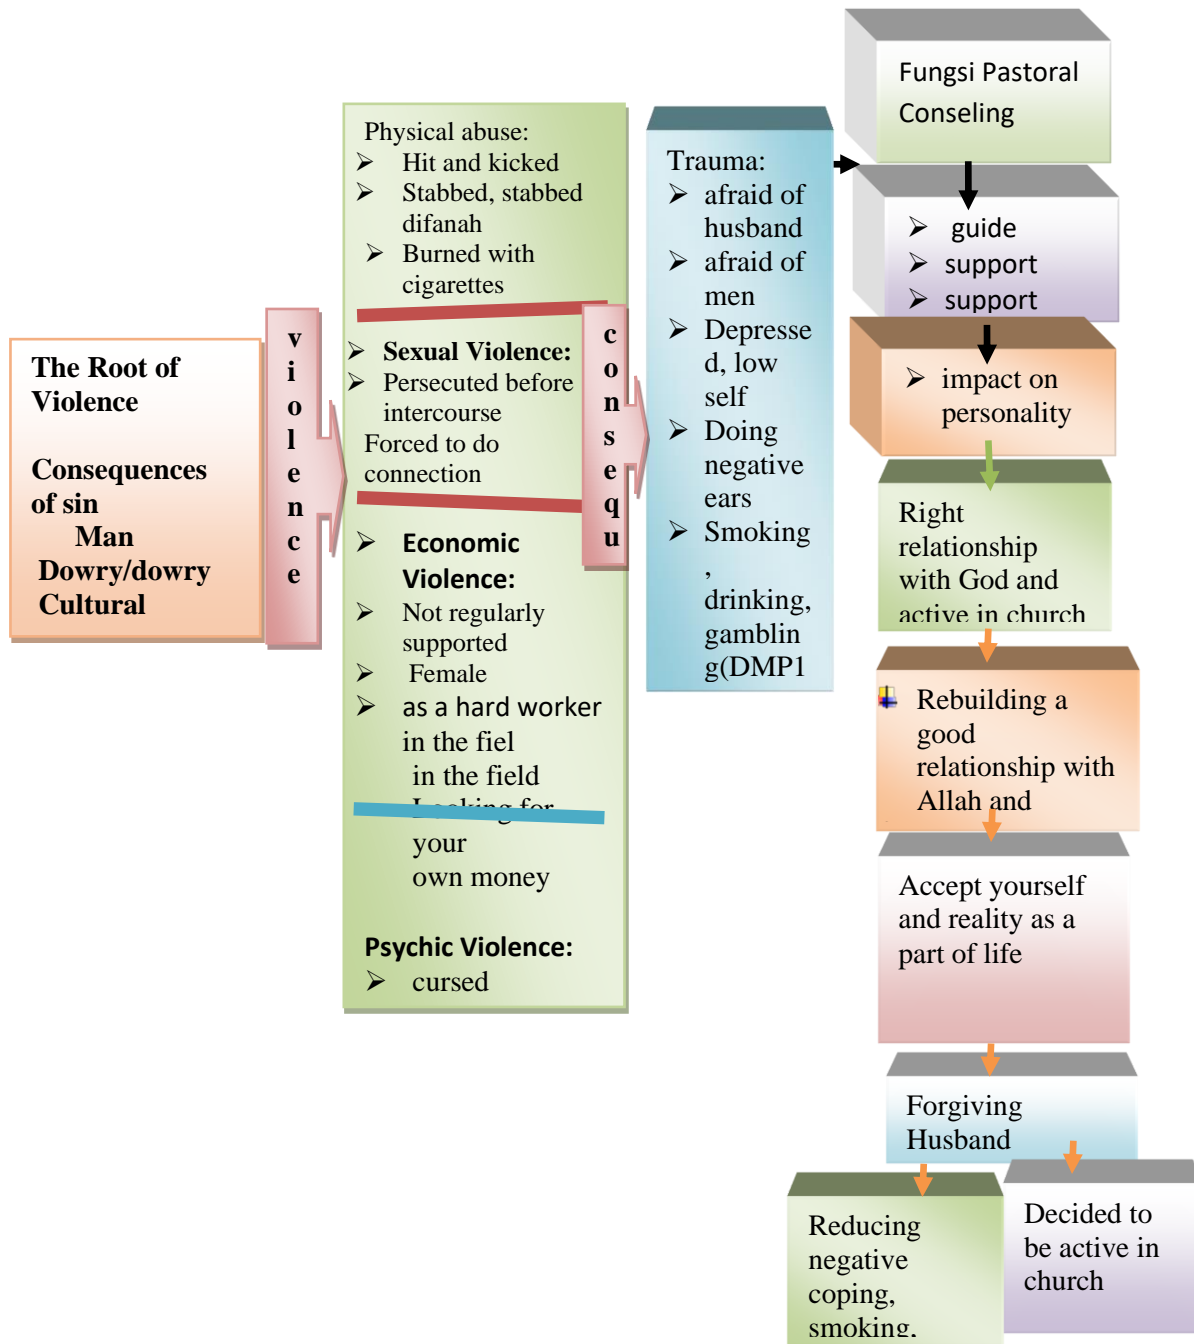 The Root of
Violence
Consequences
of sin
Man
Dowry/dowry
Cultural
violence
Physical abuse:
➢ Hit and kicked
➢ Stabbed, stabbed
difanah
➢ Burned with
cigarettes
➢ Sexual Violence:
➢ Persecuted before
intercourse
Forced to do
connection
➢ Economic
Violence:
➢ Not regularly
supported
➢ Female
➢ as a hard worker
in the fiel
in the field
Looking for
your
own money
Psychic Violence:
➢ cursed
consequ
Trauma:
➢ afraid of
husband
➢ afraid of
men
➢ Depresse
d, low
self
➢ Doing
negative
ears
➢ Smoking
,
drinking,
gamblin
g(DMP1
Fungsi Pastoral
Conseling
➢ guide
➢ support
➢ support
➢ impact on
personality
Right
relationship
with God and
active in church
Rebuilding a
good
relationship with
Allah and
Accept yourself
and reality as a
part of life
Forgiving
Husband
Reducing
negative
coping,
smoking,
Decided to
be active in
church